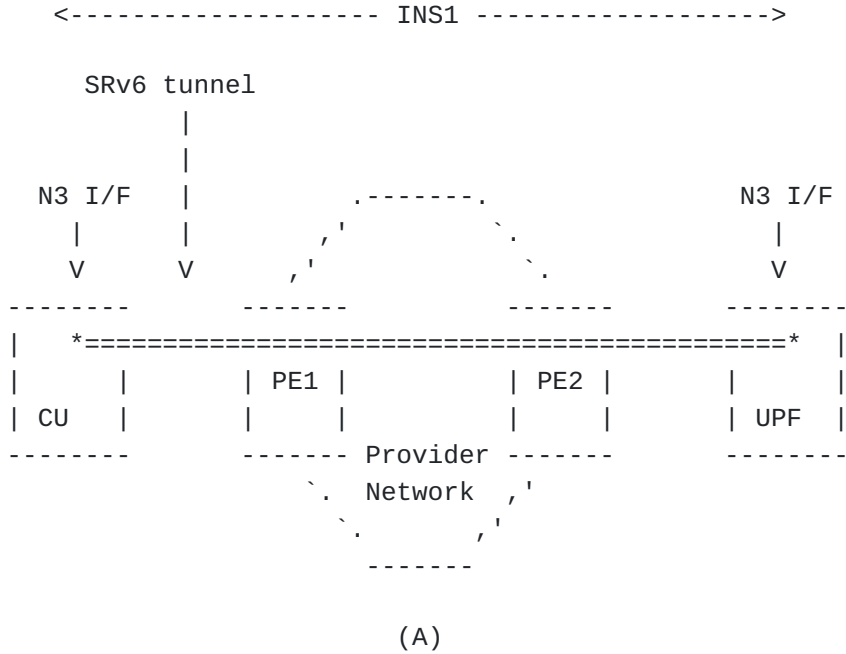 <-------------------- INS1 ------------------->
SRv6 tunnel
|
|
N3 I/F | .-------. N3 I/F
| | ,' `. |
V V ,' `. V
-------- ------- ------- --------
| *=============================================* |
| | | PE1 | | PE2 | | |
| CU | | | | | | UPF |
-------- ------- Provider ------- --------
`. Network ,'
`. ,'
-------
(A)